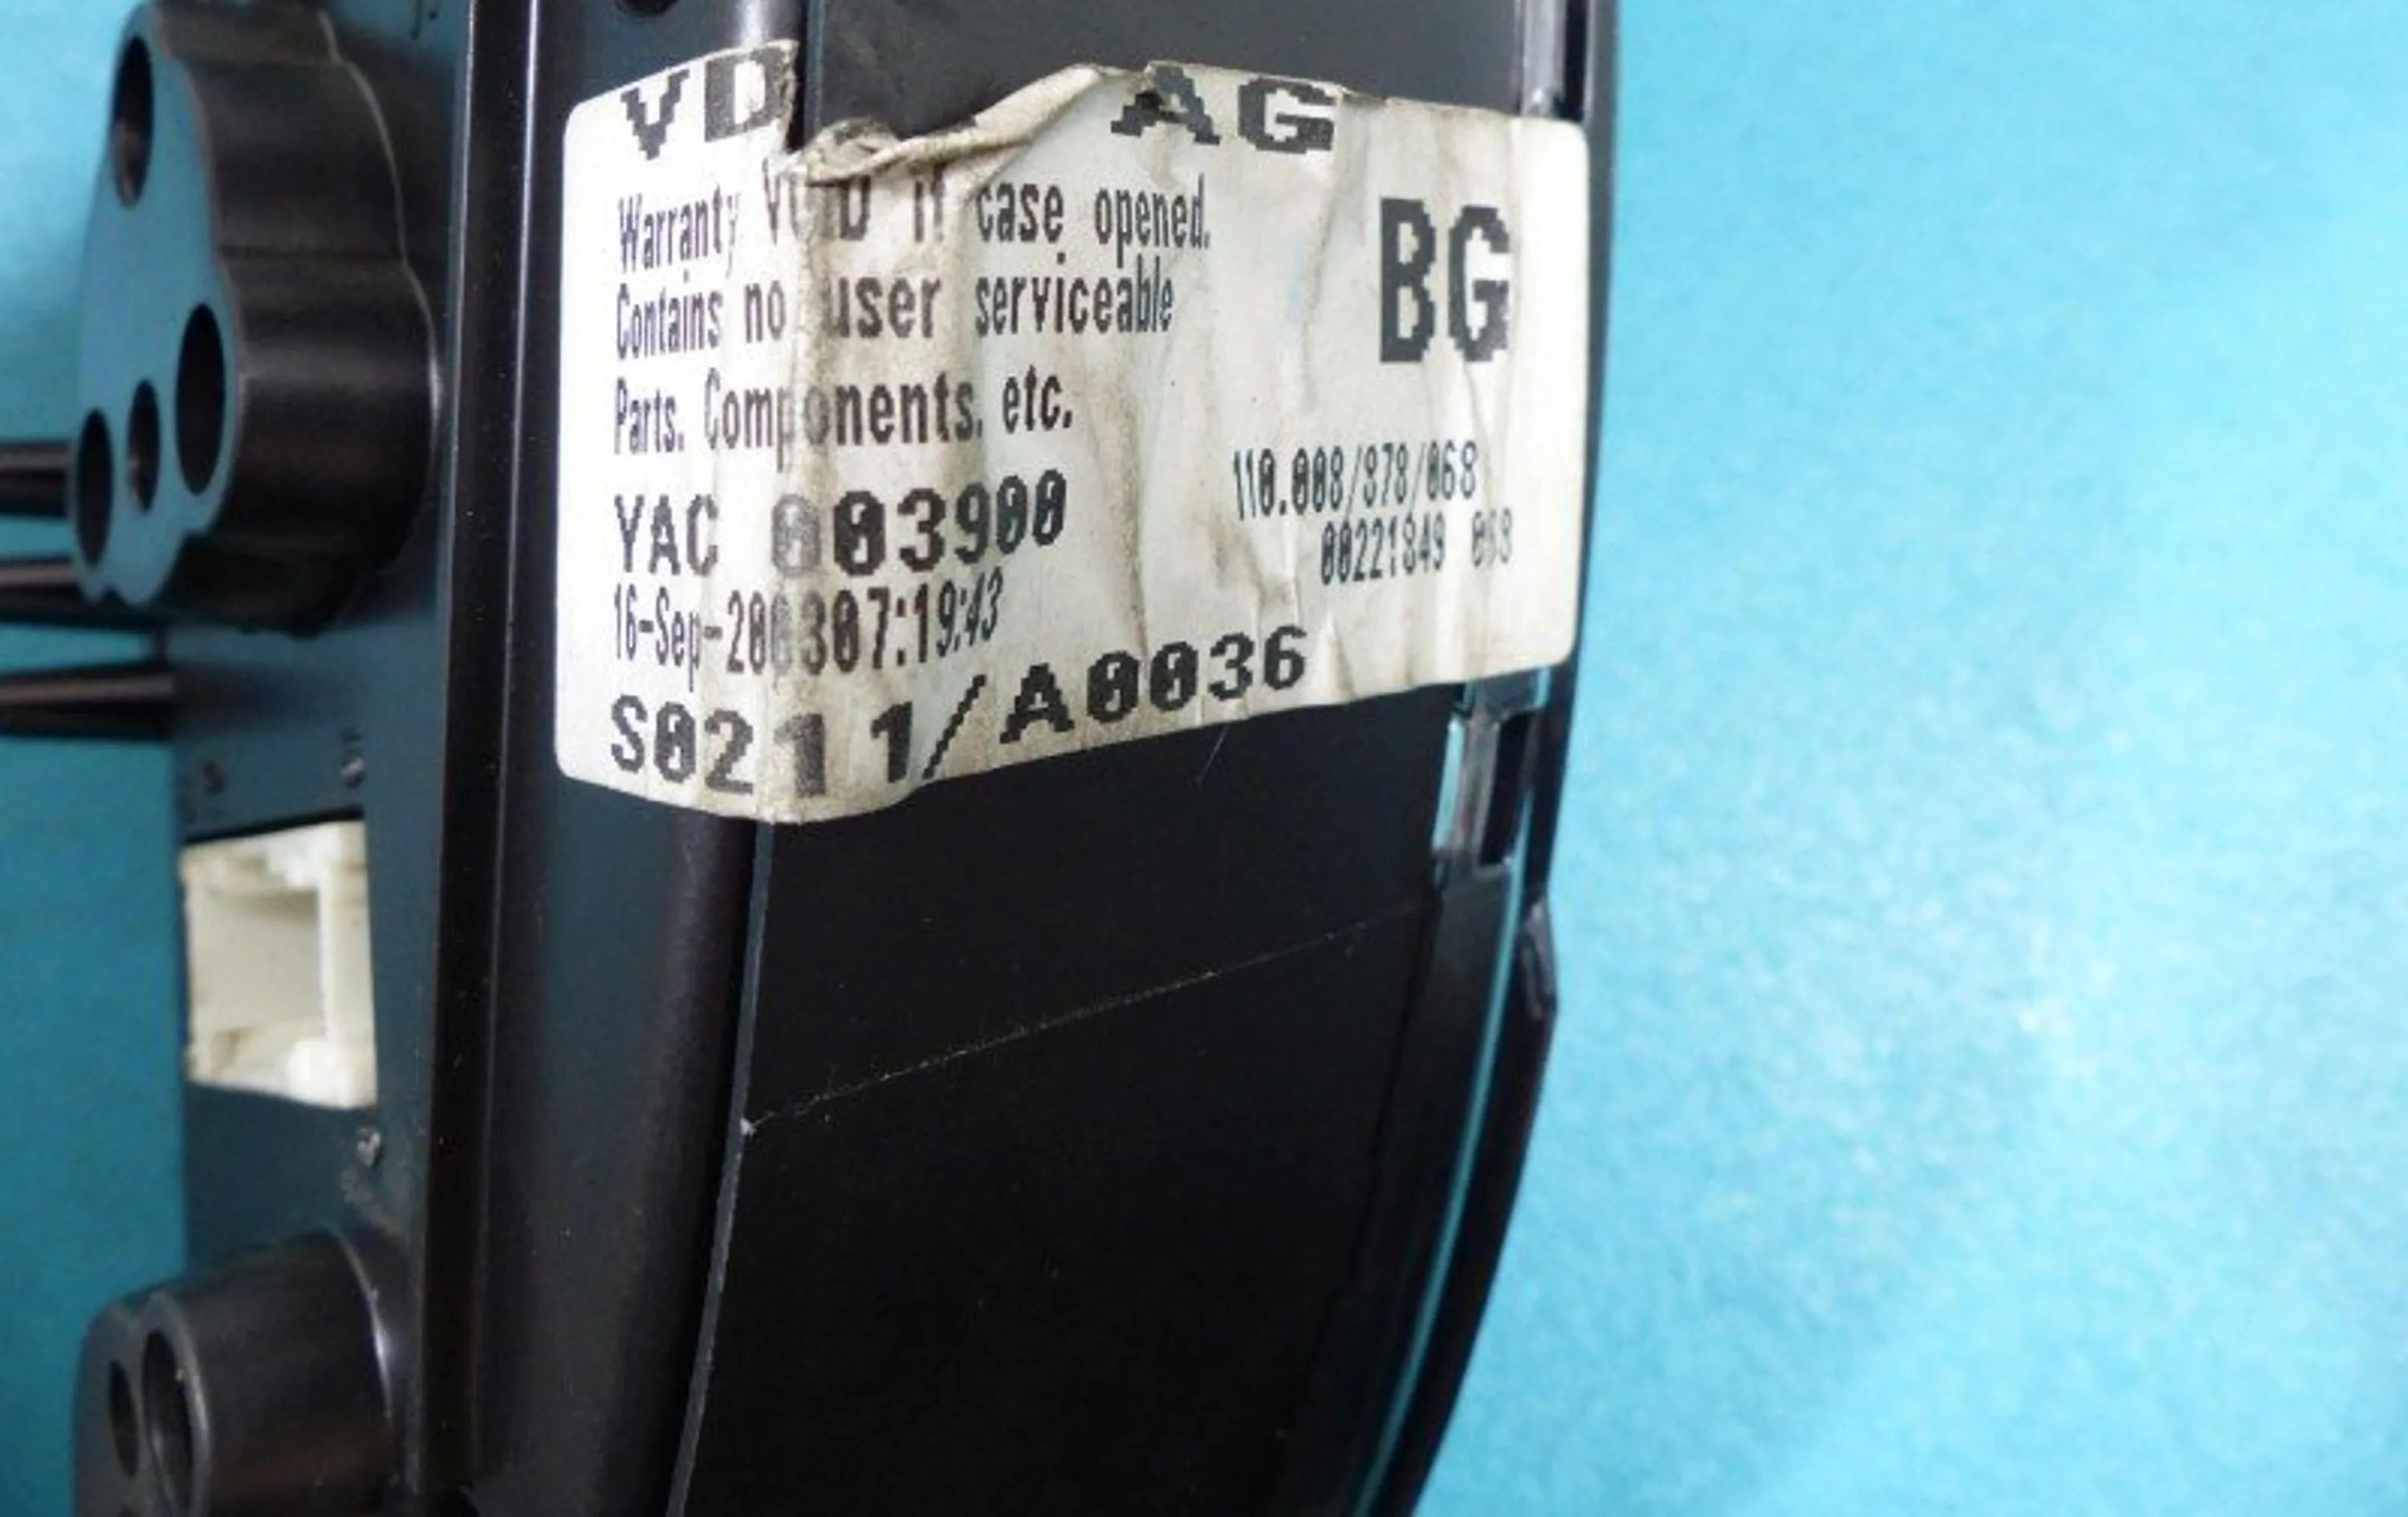 VD AG
Warranty VOID if case opened.
BG
Contains no user serviceable
Parts. Components. etc.
110.008/878/068
YAC 003900
00221849 068
16-Sep-200307:19:43
S0211/A0036